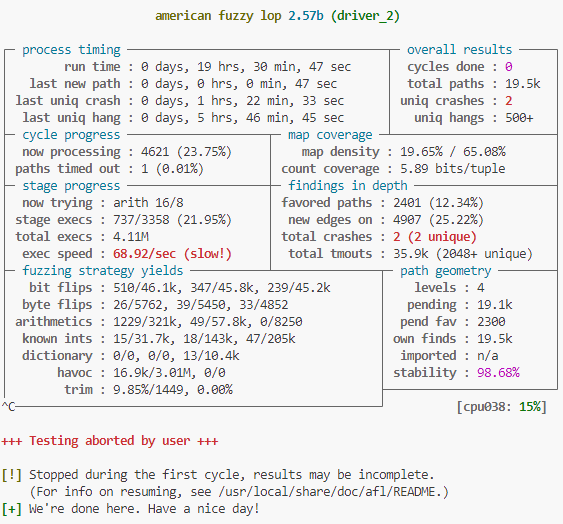 american fuzzy lop 2.57b (driver_2)
process timing
overall results
run time : 0 days, 19 hrs, 30 min, 47 sec
cycles done : 0
last new path : 0 days, 0 hrs, 0 min, 47 sec
total paths : 19.5k
last uniq crash : 0 days, 1 hrs, 22 min, 33 sec
uniq crashes : 2
last uniq hang : 0 days, 5 hrs, 46 min, 45 sec
uniq hangs : 500+
cycle progress
map coverage
now processing : 4621 (23.75%)
map density : 19.65% / 65.08%
paths timed out : 1 (0.01%)
count coverage : 5.89 bits/tuple
stage progress
findings in depth
now trying : arith 16/8
favored paths : 2401 (12.34%)
stage execs : 737/3358 (21.95%)
new edges on : 4907 (25.22%)
total execs : 4.11M
total crashes : 2 (2 unique)
exec speed : 68.92/sec (slow!)
total tmouts : 35.9k (2048+ unique)
fuzzing strategy yields
path geometry
bit flips : 510/46.1k, 347/45.8k, 239/45.2k
levels : 4
byte flips : 26/5762, 39/5450, 33/4852
pending : 19.1k
arithmetics : 1229/321k, 49/57.8k, 0/8250
pend fav : 2300
known ints : 15/31.7k, 18/143k, 47/205k
own finds : 19.5k
dictionary : 0/0, 0/0, 13/10.4k
imported : n/a
havoc : 16.9k/3.01M, 0/0
stability : 98.68%
trim : 9.85%/1449, 0.00%
^C
[cpu038: 15%]
+++ Testing aborted by user +++
[!] Stopped during the first cycle, results may be incomplete.
(For info on resuming, see /usr/local/share/doc/afl/README.)
[+] We're done here. Have a nice day!